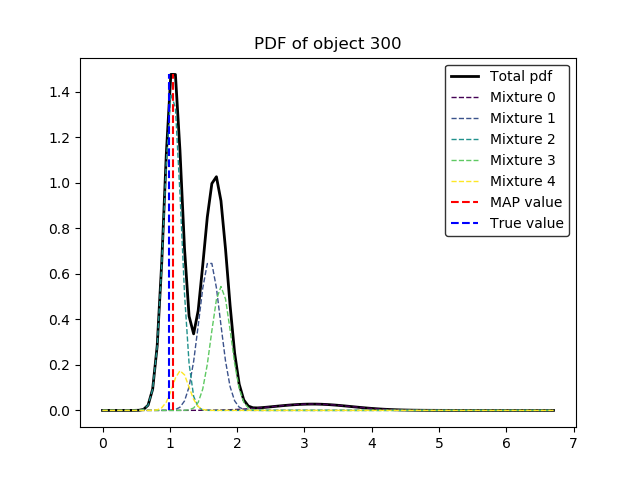 PDF of object 300
Total pdf
Mixture 0
Mixture 1
Mixture 2
Mixture 3
Mixture 4
MAP value
True value
1.4
1.2
1.0
0.8
0.6
0.4
0.2
0.0
0 1 2 3 4 5 6 7